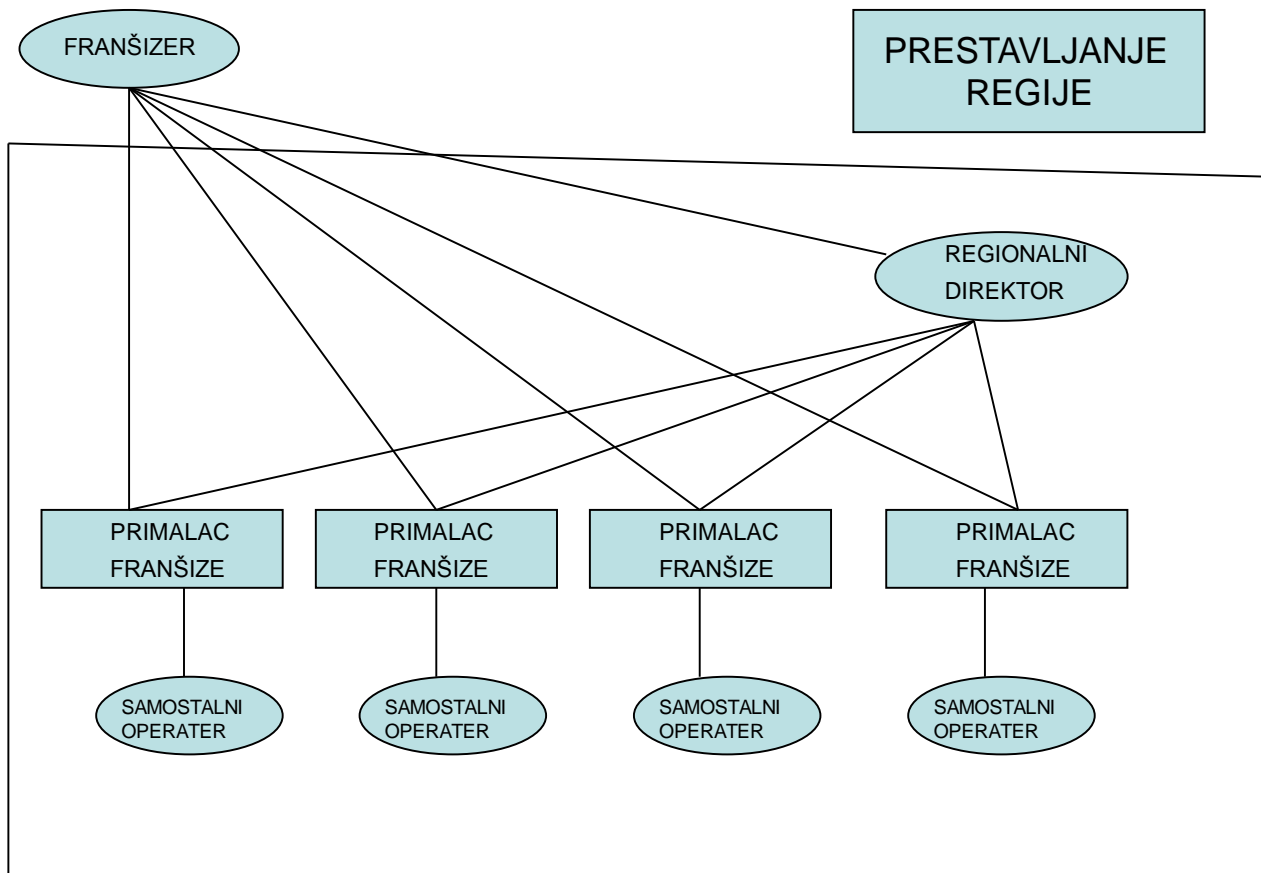 FRANŠIZER
PRESTAVLJANJE
REGIJE
REGIONALNI
DIREKTOR
PRIMALAC
FRANŠIZE
PRIMALAC
FRANŠIZE
PRIMALAC
FRANŠIZE
PRIMALAC
FRANŠIZE
SAMOSTALNI
OPERATER
SAMOSTALNI
OPERATER
SAMOSTALNI
OPERATER
SAMOSTALNI
OPERATER